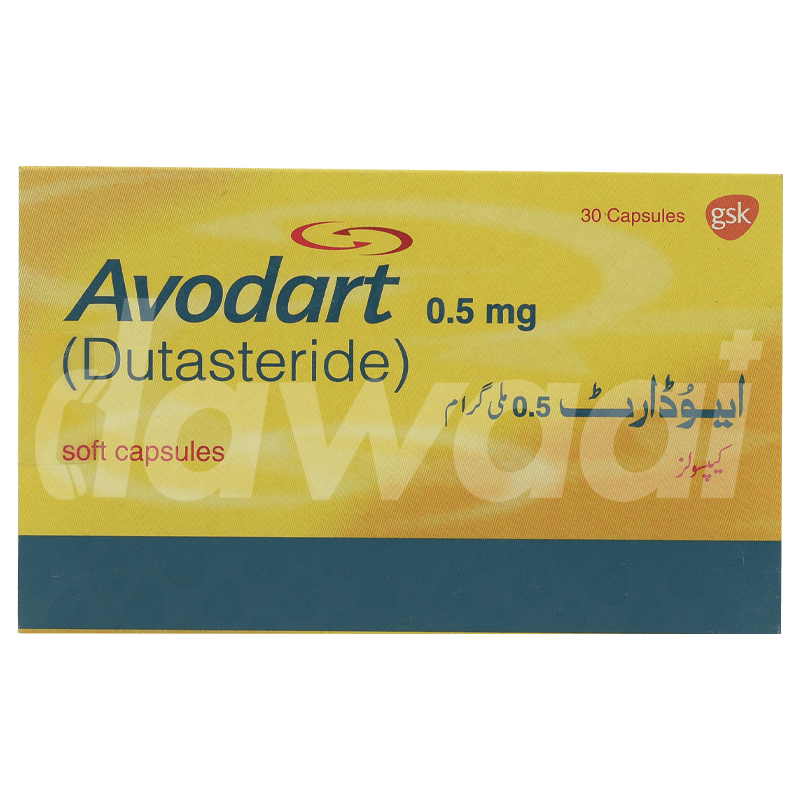 30 Capsules gsk
Avodart 0.5 mg
(Dutasteride)
ایوڈارٹ 0.5 ملی گرام
soft capsules
کیپسولز
dawaai